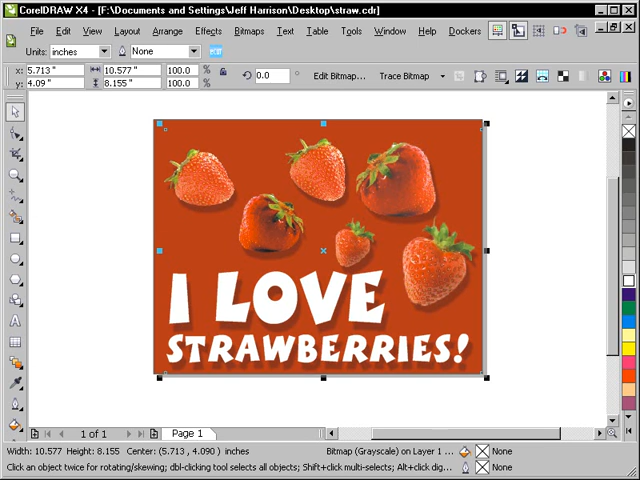 CorelDRAW X4 - [F:\Documents and Settings\Jeff Harrison\Desktop\straw.cdr]
File Edit View Layout Arrange Effects Bitmaps Text Table Tools Window Help Dockers
Units: inches None
x: 5.713 " 10.577 " 100.0 % 0.0 ° Edit Bitmap... Trace Bitmap
y: 4.09 " 8.155 " 100.0 %
I LOVE
STRAWBERRIES!
1 of 1 Page 1
Width: 10.577 Height: 8.155 Center: (5.713 , 4.090 ) inches Bitmap (Grayscale) on Layer 1 ... None
Click an object twice for rotating/skewing; dbl-clicking tool selects all objects; Shift+click multi-selects; Alt+click dig... None